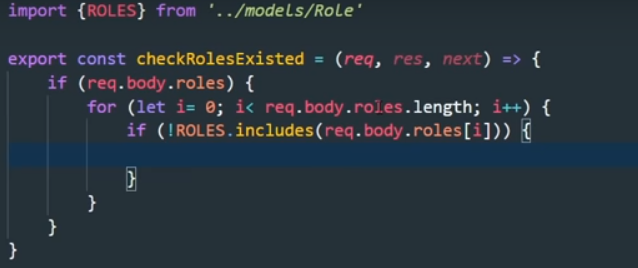 import {ROLES} from '../models/Role'
export const checkRolesExisted = (req, res, next) => {
if (req.body.roles) {
for (let i= 0; i< req.body.roles.length; i++) {
if (!ROLES.includes(req.body.roles[i])) {
}
}
}
}